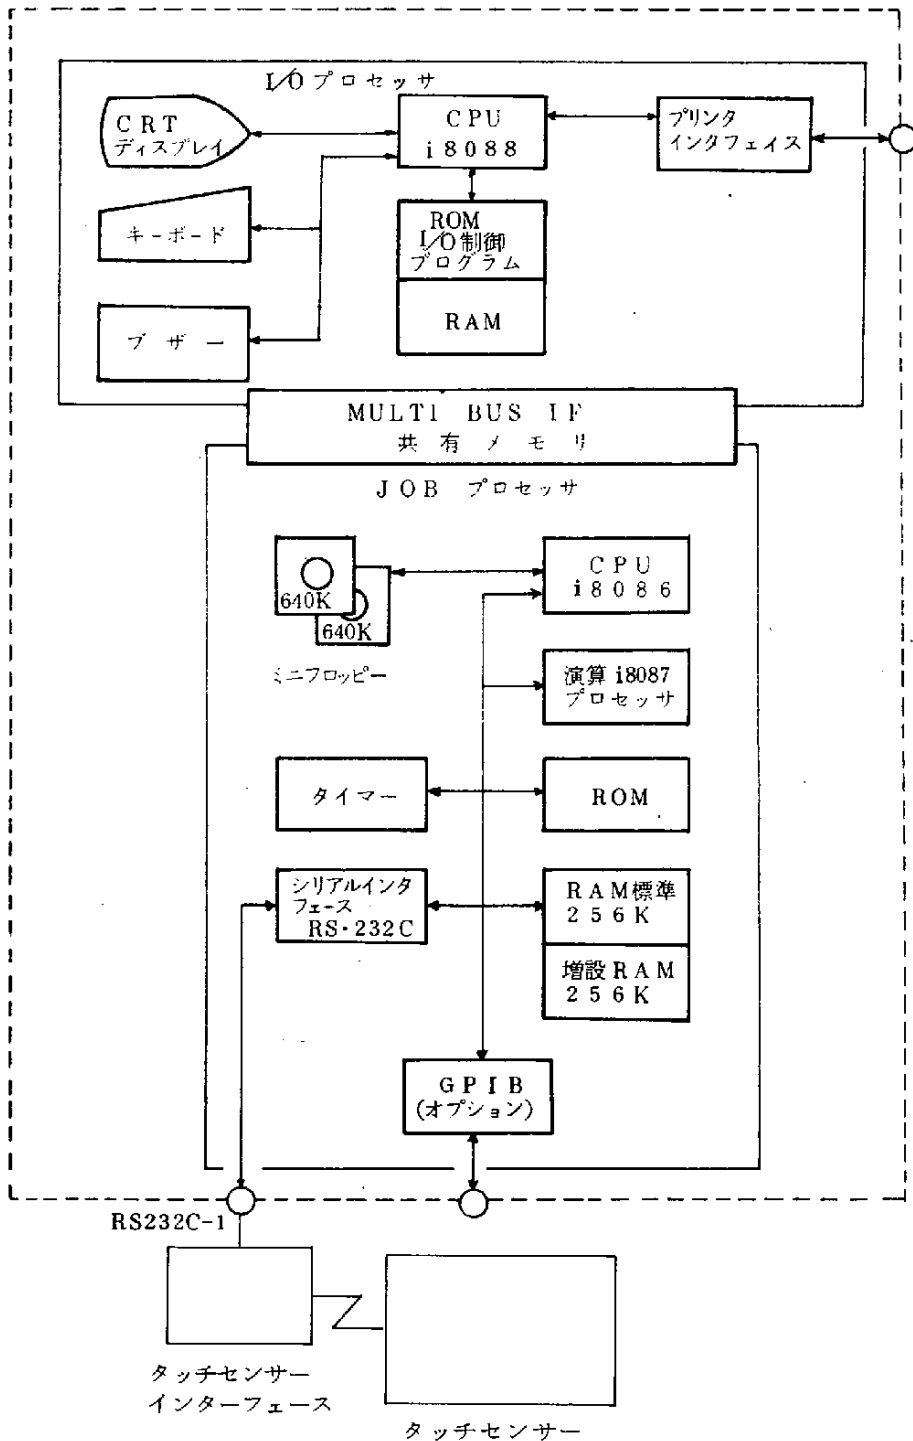 I/Oプロセッサ
CRT
ディスプレイ
CPU
i8088
プリンタ
インタフェイス
キーボード
ROM
I/O制御
プログラム
RAM
ブザー
MULTI BUS IF
共有メモリ
JOB プロセッサ
640K
640K
ミニフロッピー
CPU
i8086
演算 i8087
プロセッサ
タイマー
ROM
シリアルインタ
フェース
RS・232C
RAM標準
256K
増設RAM
256K
GPIB
(オプション)
RS232C-1
タッチセンサー
インターフェース
タッチセンサー